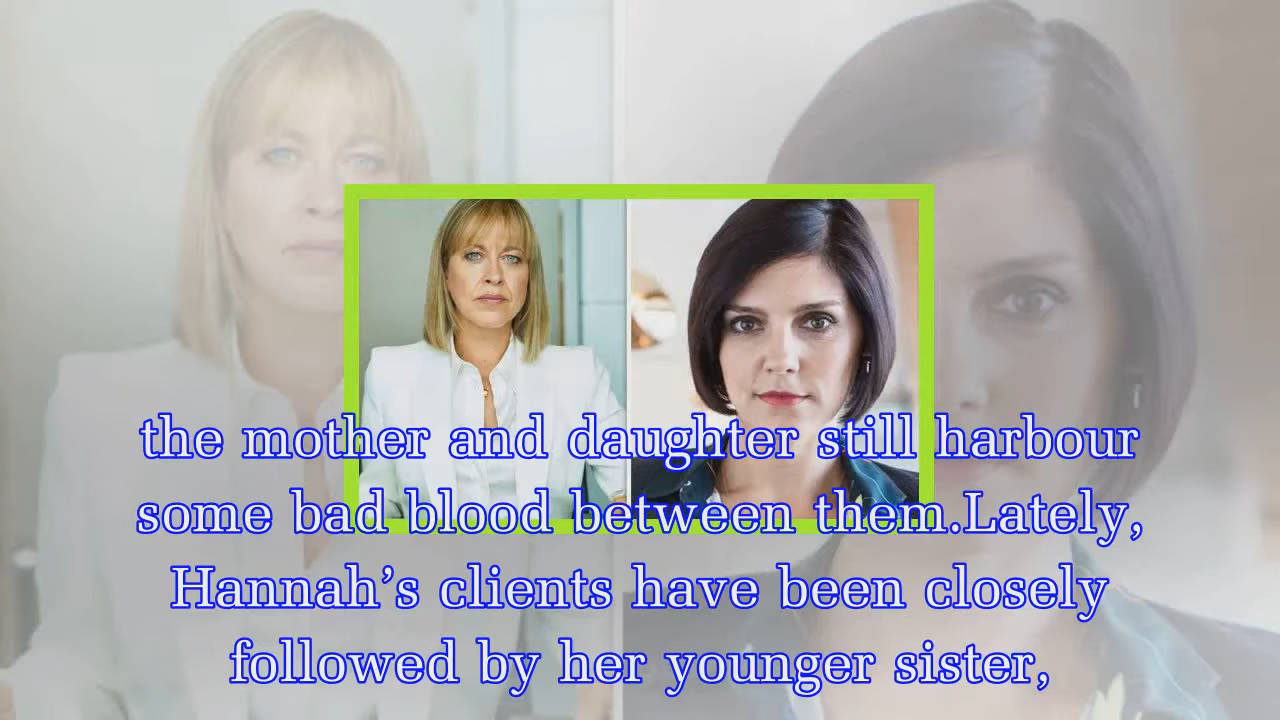 the mother and daughter still harbour
some bad blood between them.Lately,
Hannah’s clients have been closely
followed by her younger sister,